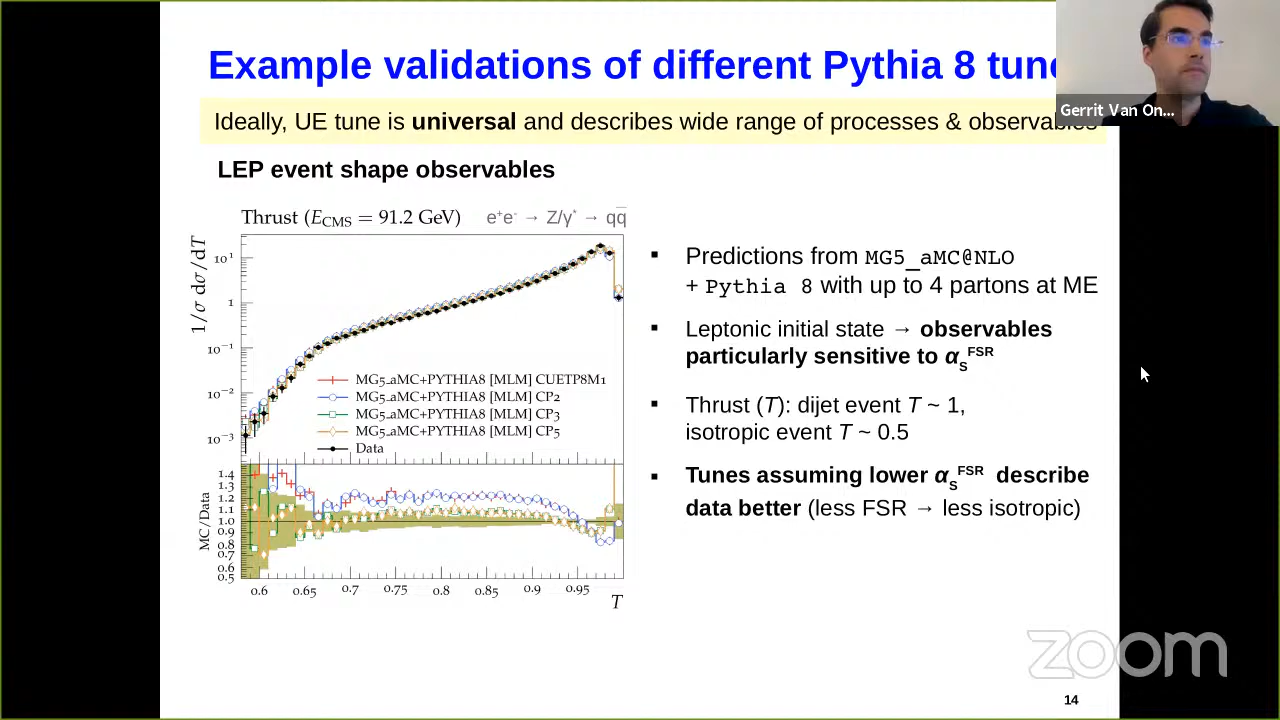 Example validations of different Pythia 8 tune
Gerrit Van On...
Ideally, UE tune is universal and describes wide range of processes & observables
LEP event shape observables
Thrust (E_CMS = 91.2 GeV) e⁺e⁻ → Z/γ* → qq̅
1/σ dσ/dT
10¹
1
10⁻¹
10⁻²
10⁻³
MG5_aMC+PYTHIA8 [MLM] CUETP8M1
MG5_aMC+PYTHIA8 [MLM] CP2
MG5_aMC+PYTHIA8 [MLM] CP3
MG5_aMC+PYTHIA8 [MLM] CP5
Data
MC/Data
1.4
1.3
1.2
1.1
1.0
0.9
0.8
0.7
0.6
0.5
0.6 0.65 0.7 0.75 0.8 0.85 0.9 0.95
T
▪ Predictions from MG5_aMC@NLO
+ Pythia 8 with up to 4 partons at ME
▪ Leptonic initial state → observables
particularly sensitive to α_S^FSR
▪ Thrust (T): dijet event T ~ 1,
isotropic event T ~ 0.5
▪ Tunes assuming lower α_S^FSR describe
data better (less FSR → less isotropic)
zoom
14